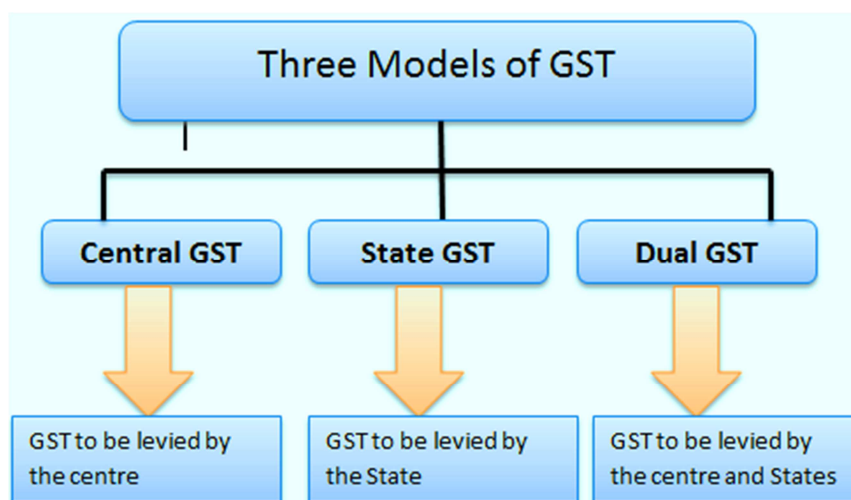 Three Models of GST
Central GST
State GST
Dual GST
GST to be levied by
the centre
GST to be levied by
the State
GST to be levied by
the centre and States